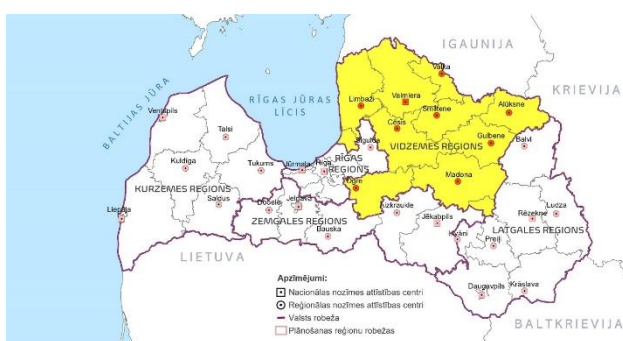 IGAUNIJA
KRIEVIJA
BALTIJAS JŪRA
RĪGAS JŪRAS
LĪCIS
Valka
Valmiera
Limbaži
Smiltene
Alūksne
Ventspils
Cēsis
Talsi
Gulbene
Balvi
Sigulda
VIDZEMES REGIONS
Kuldīga
Tukums
Jūrmala
Rīga
RĪGAS
REGIONS
Madona
KURZEMES REGIONS
Ogre
Saldus
Liepāja
Dobele
Jelgava
Aizkraukle
Ludza
Rēzekne
ZEMGALES REGIONS
Jēkabpils
LATGALES REGIONS
Bauska
Līvāni
Preiļi
LIETUVA
Daugavpils
Krāslava
BALTKRIEVIJA
Apzīmējumi:
Nacionālas nozīmes attīstības centri
Reģionālas nozīmes attīstības centri
Valsts robeža
Plānošanas reģionu robežas